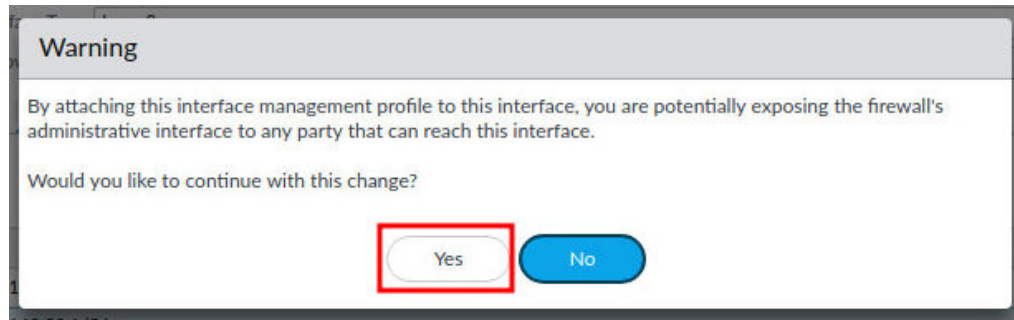 Warning
By attaching this interface management profile to this interface, you are potentially exposing the firewall's
administrative interface to any party that can reach this interface.
Would you like to continue with this change?
Yes No